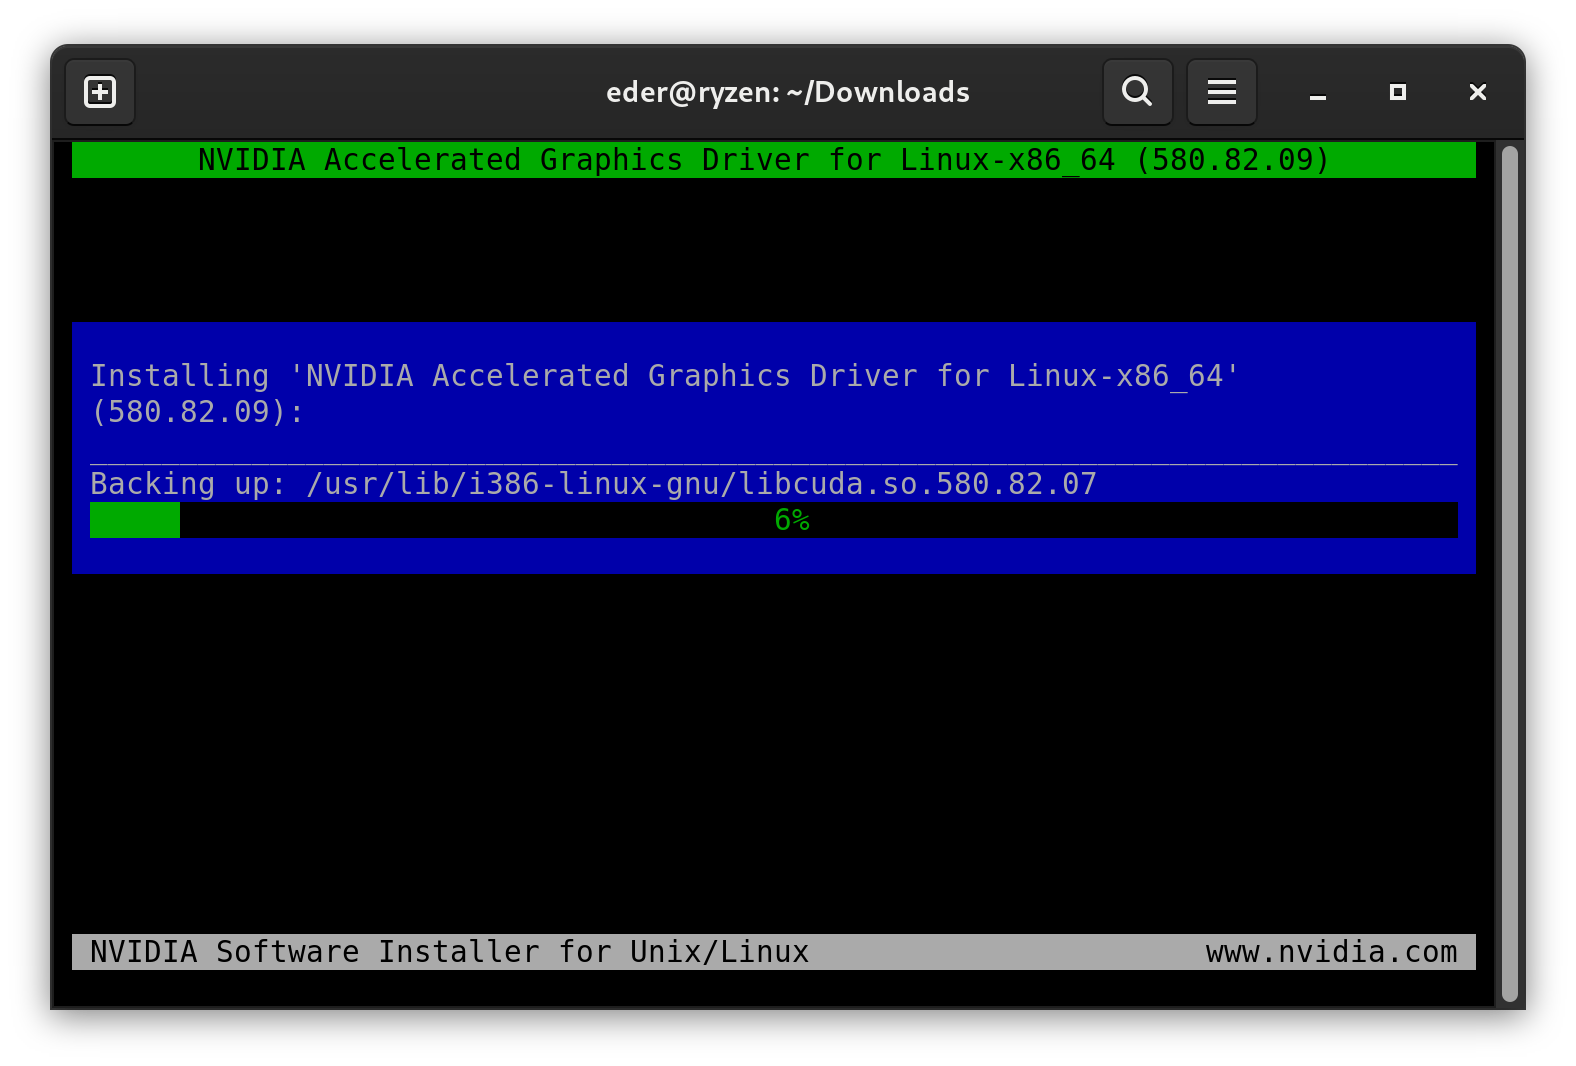 eder@ryzen: ~/Downloads
NVIDIA Accelerated Graphics Driver for Linux-x86_64 (580.82.09)
Installing 'NVIDIA Accelerated Graphics Driver for Linux-x86_64'
(580.82.09):
Backing up: /usr/lib/i386-linux-gnu/libcuda.so.580.82.07
6%
NVIDIA Software Installer for Unix/Linux www.nvidia.com